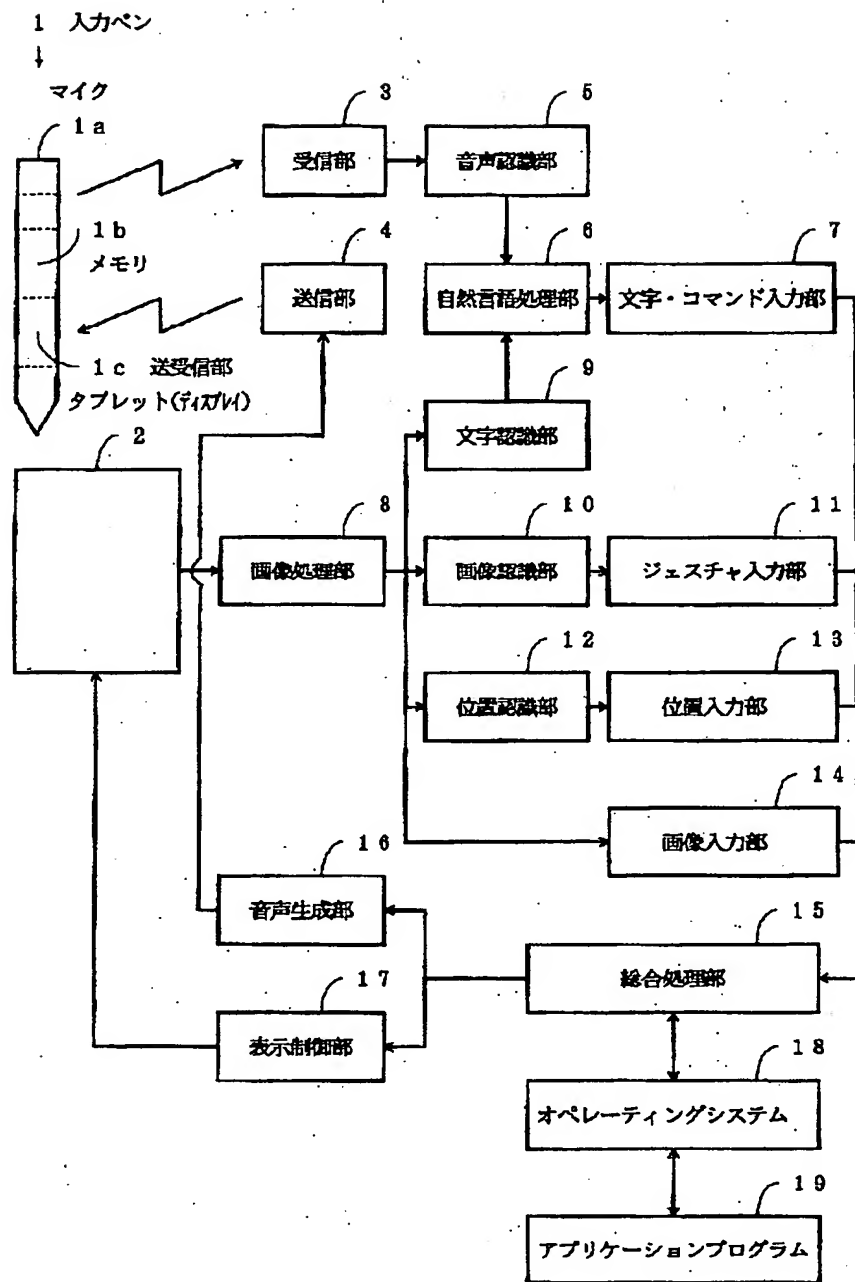 1 入力ペン
↓
マイク
1a
3
5
受信部
音声認識部
1b
メモリ
4
6
7
送信部
自然言語処理部
文字・コマンド入力部
1c 送受信部
タブレット(ディスプレイ)
9
2
文字認識部
8
10
11
画像処理部
画像認識部
ジェスチャ入力部
12
13
位置認識部
位置入力部
14
画像入力部
16
音声生成部
15
総合処理部
17
表示制御部
18
オペレーティングシステム
19
アプリケーションプログラム